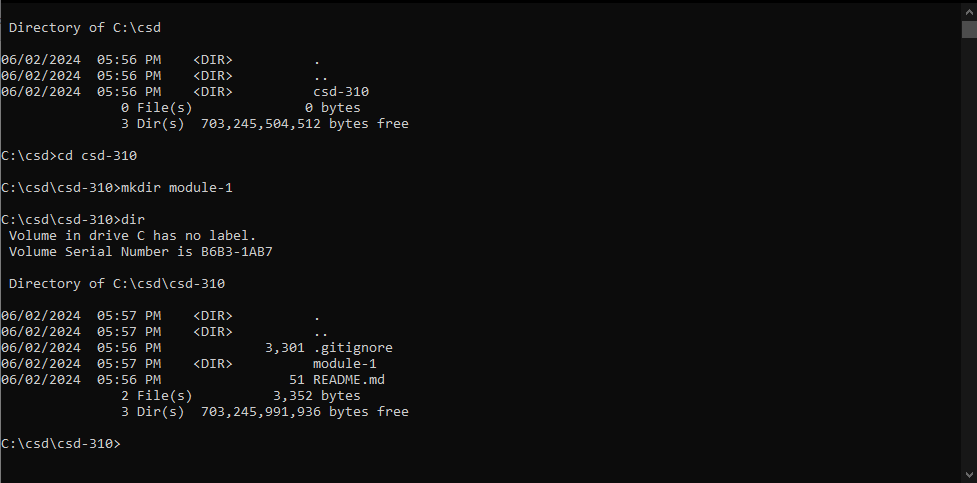 Directory of C:\csd
06/02/2024  05:56 PM    <DIR>          .
06/02/2024  05:56 PM    <DIR>          ..
06/02/2024  05:56 PM    <DIR>          csd-310
               0 File(s)              0 bytes
               3 Dir(s)  703,245,504,512 bytes free
C:\csd>cd csd-310
C:\csd\csd-310>mkdir module-1
C:\csd\csd-310>dir
 Volume in drive C has no label.
 Volume Serial Number is B6B3-1AB7
 Directory of C:\csd\csd-310
06/02/2024  05:57 PM    <DIR>          .
06/02/2024  05:57 PM    <DIR>          ..
06/02/2024  05:56 PM             3,301 .gitignore
06/02/2024  05:57 PM    <DIR>          module-1
06/02/2024  05:56 PM                51 README.md
               2 File(s)          3,352 bytes
               3 Dir(s)  703,245,991,936 bytes free
C:\csd\csd-310>